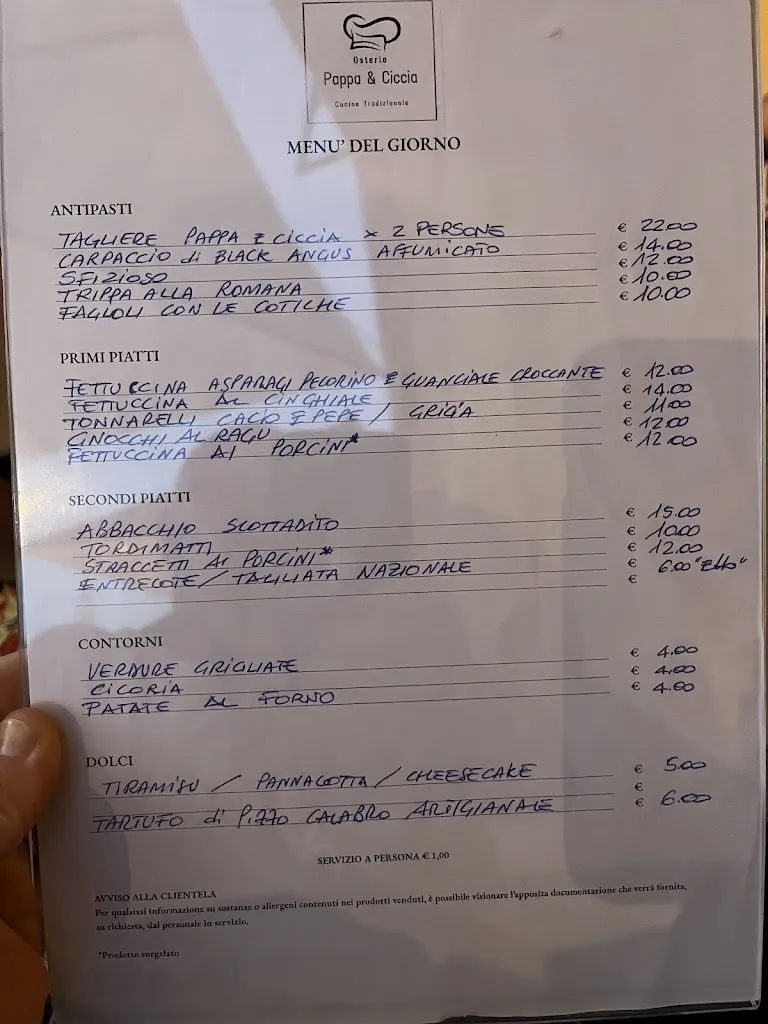 Osteria
Pappa & Ciccia
Cucina Tradizionale
MENU' DEL GIORNO
ANTIPASTI
TAGLIERE PAPPA E CICCIA x 2 PERSONE € 22.00
CARPACCIO di BLACK ANGUS AFFUMICATO € 14.00
SFIZIOSO € 12.00
TRIPPA ALLA ROMANA € 10.00
FAGIOLI CON LE COTICHE € 10.00
PRIMI PIATTI
FETTUCCINA ASPARAGI PECORINO E GUANCIALE CROCCANTE € 12.00
FETTUCCINA AL CINGHIALE € 14.00
TONNARELLI CACIO E PEPE / GRIGIA € 11.00
GNOCCHI AL RAGU € 12.00
FETTUCCINA AI PORCINI* € 12.00
SECONDI PIATTI
ABBACCHIO SCOTTADITO € 15.00
TORDIMATTI € 10.00
STRACCETTI AI PORCINI* € 12.00
ENTRECOTE / TAGLIATA NAZIONALE € 6.00 "Etto"
€
CONTORNI
VERDURE GRIGLIATE € 4.00
CICORIA € 4.00
PATATE AL FORNO € 4.00
DOLCI
TIRAMISU / PANNACOTTA / CHEESECAKE € 5.00
€
TARTUFO di PIZZO CALABRO ARTIGIANALE € 6.00
SERVIZIO A PERSONA € 1,00
AVVISO ALLA CLIENTELA
Per qualsiasi informazione su sostanze o allergeni contenuti nei prodotti venduti, è possibile visionare l'apposita documentazione che verrà fornita,
su richiesta, dal personale in servizio.
*Prodotto surgelato